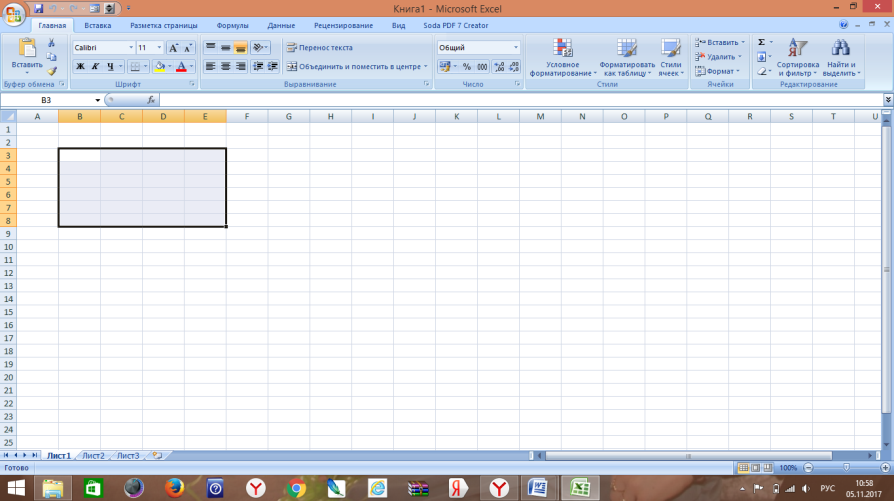 Книга1 - Microsoft Excel
Главная Вставка Разметка страницы Формулы Данные Рецензирование Вид Soda PDF 7 Creator
Calibri 11 Перенос текста Общий Вставить Σ
Вставить Удалить
Ж К Ч Объединить и поместить в центре % 000 Условное форматирование Форматировать как таблицу Стили ячеек Формат Сортировка и фильтр Найти и выделить
Буфер обмена Шрифт Выравнивание Число Стили Ячейки Редактирование
B3 fx
A B C D E F G H I J K L M N O P Q R S T U
1
2
3
4
5
6
7
8
9
10
11
12
13
14
15
16
17
18
19
20
21
22
23
24
25
Лист1 Лист2 Лист3
Готово 100%
РУС 10:58
05.11.2017